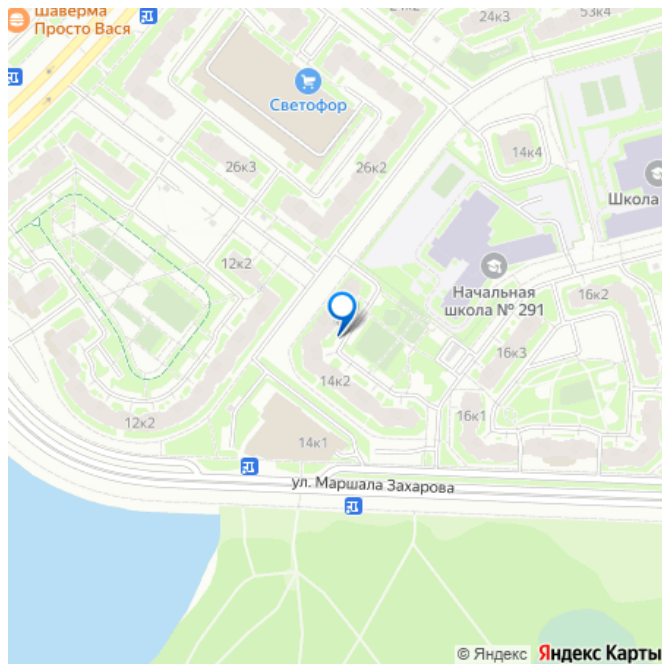 Шаверма
Просто Вася
24к3
53к4
Светофор
26к3
26к2
14к4
Школа
12к2
Начальная
школа № 291
16к2
16к3
14к2
16к1
12к2
14к1
ул. Маршала Захарова
© Яндекс Яндекс Карты